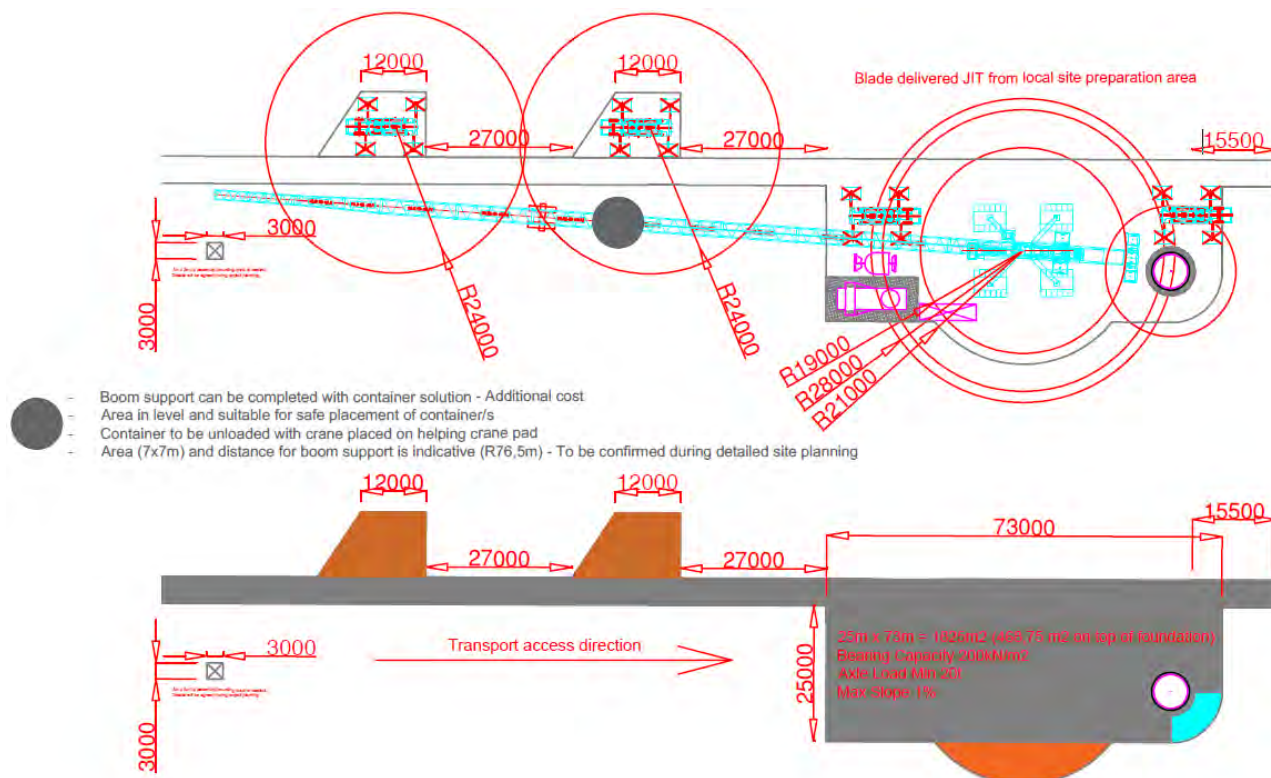 12000
12000
Blade delivered JIT from local site preparation area
27000
27000
15500
3000
3000
R24000
R24000
R19000
R28000
R21000
- Boom support can be completed with container solution - Additional cost
- Area in level and suitable for safe placement of container/s
- Container to be unloaded with crane placed on helping crane pad
- Area (7x7m) and distance for boom support is indicative (R76,5m) - To be confirmed during detailed site planning
12000
12000
15500
73000
27000
27000
3000
Transport access direction
25000
Bearing Capacity 200kN/m2
Axle Load Min 20t
Max Slope 1%
3000